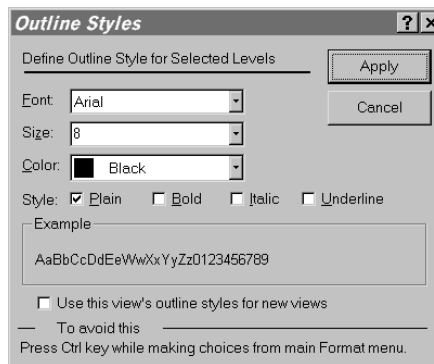 Outline Styles
Define Outline Style for Selected Levels
Apply
Font: Arial
Cancel
Size: 8
Color: Black
Style: Plain Bold Italic Underline
Example
AaBbCcDdEeWwXxYyZz0123456789
Use this view's outline styles for new views
To avoid this
Press Ctrl key while making choices from main Format menu.